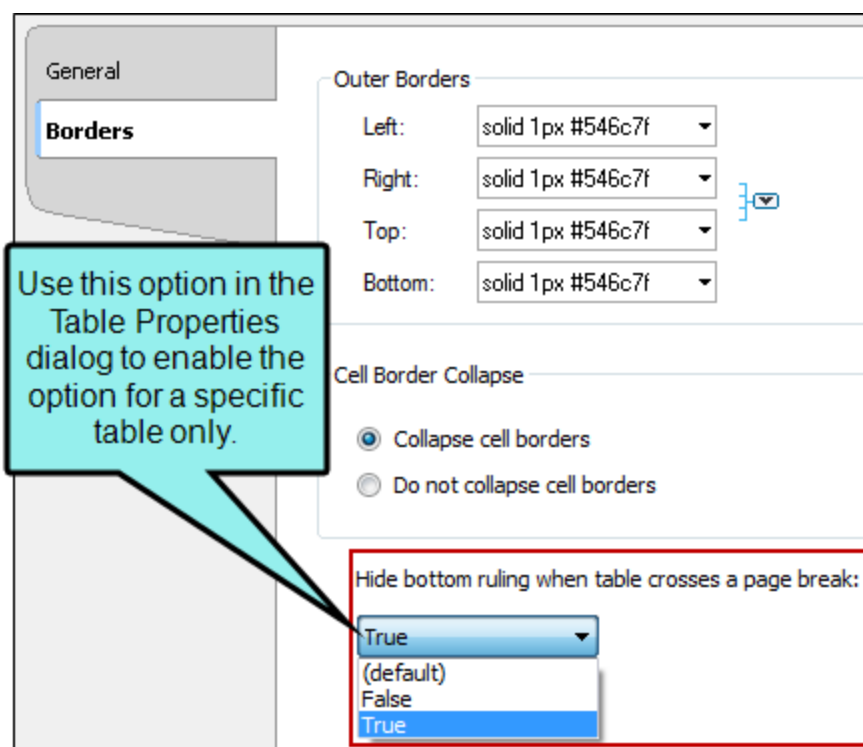 General
Borders
Outer Borders
Left: solid 1px #546c7f
Right: solid 1px #546c7f
Top: solid 1px #546c7f
Bottom: solid 1px #546c7f
Use this option in the
Table Properties
dialog to enable the
option for a specific
table only.
Cell Border Collapse
Collapse cell borders
Do not collapse cell borders
Hide bottom ruling when table crosses a page break:
True
(default)
False
True